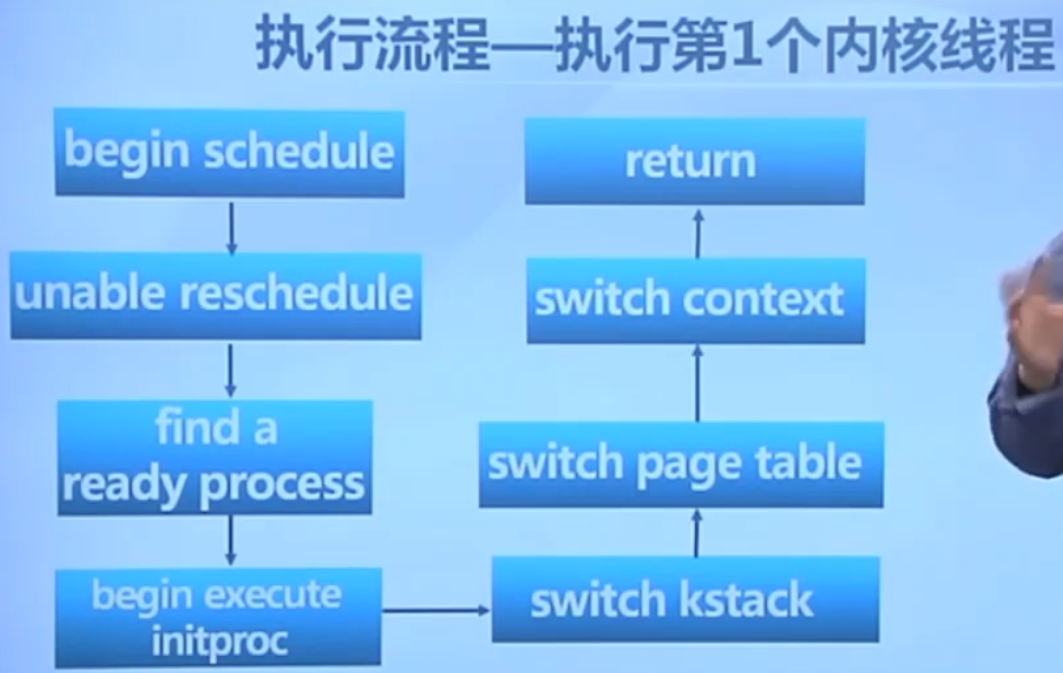 执行流程—执行第1个内核线程
begin schedule
unable reschedule
find a
ready process
begin execute
initproc
switch kstack
switch page table
switch context
return